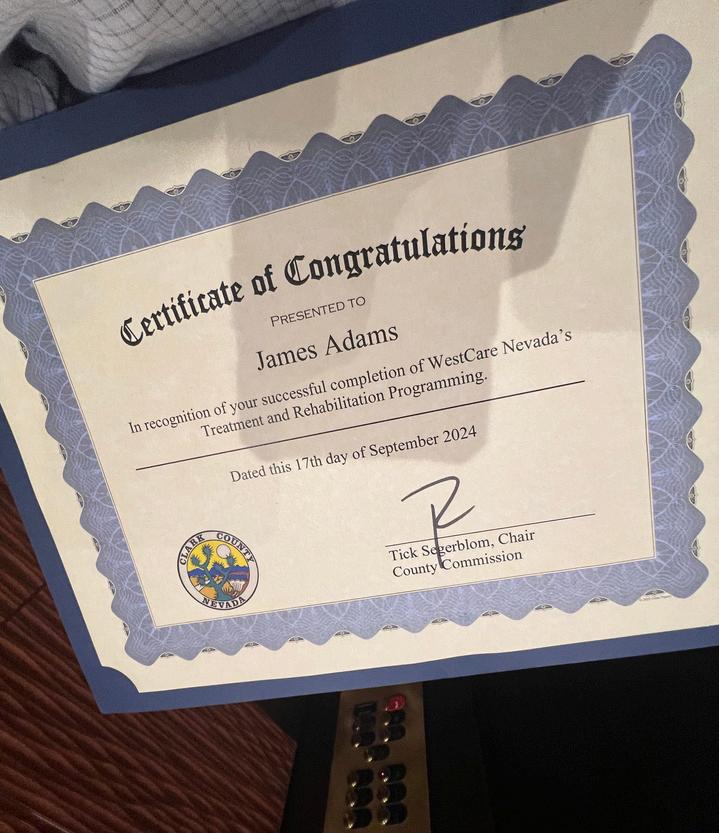 Certificate of Congratulations
PRESENTED TO
James Adams
In recognition of your successful completion of WestCare Nevada's
Treatment and Rehabilitation Programming.
Dated this 17th day of September 2024
Tick Segerblom, Chair
County Commission
CLARK COUNTY
NEVADA